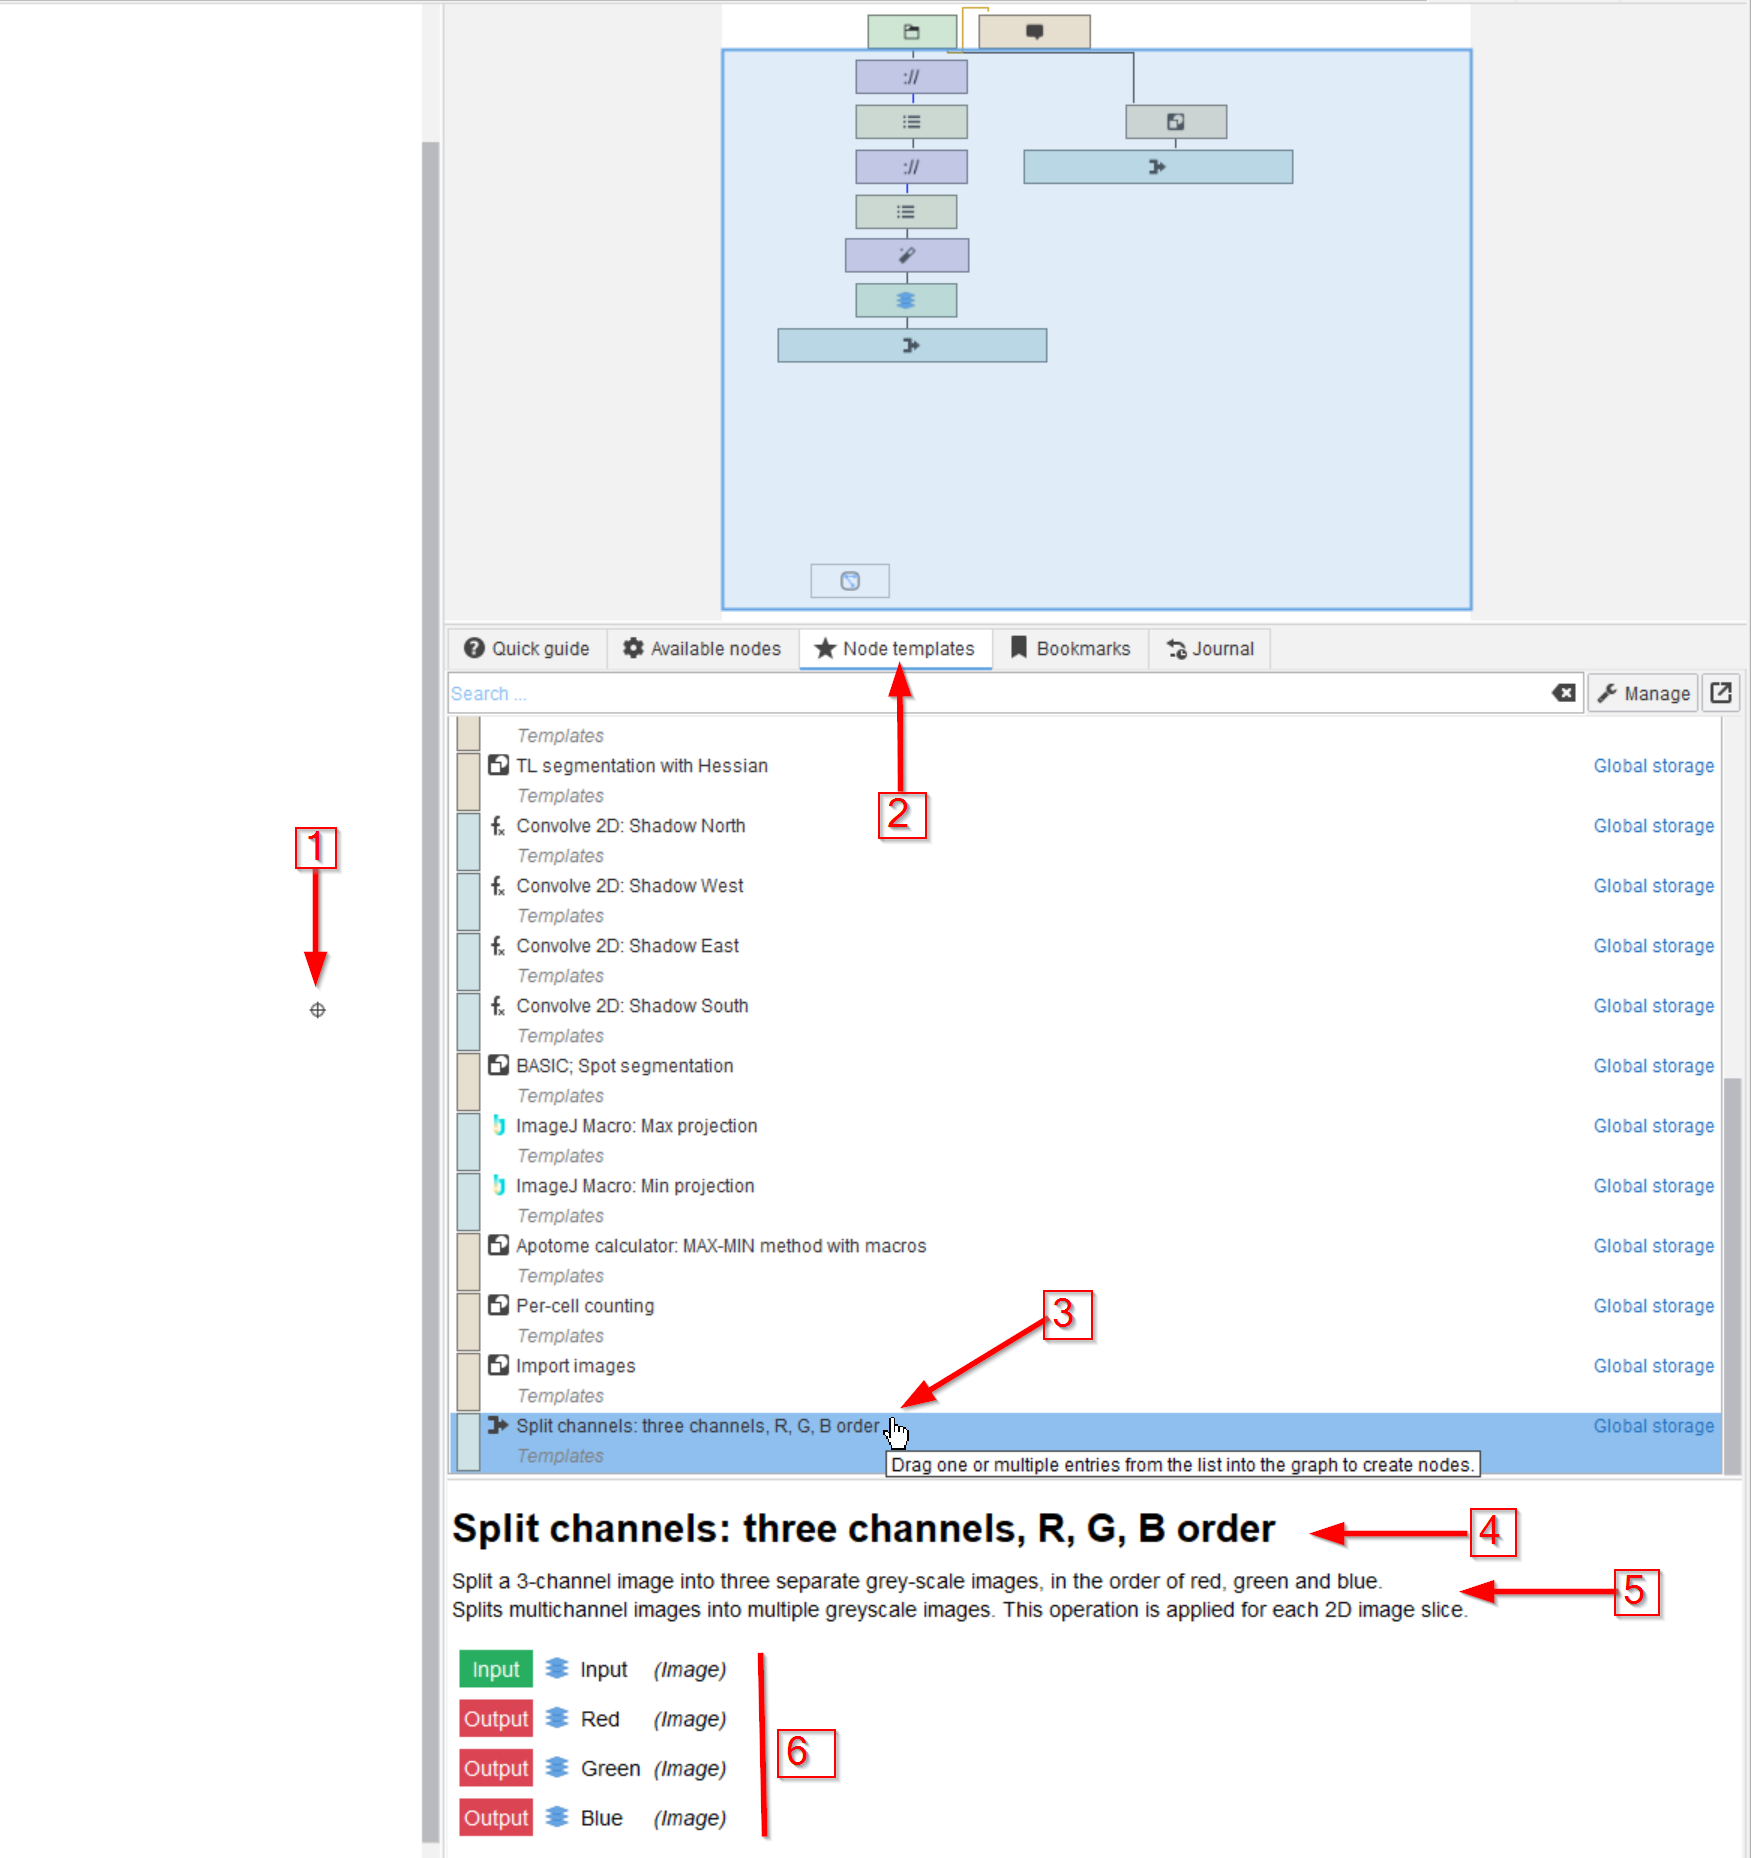 ://
://
Quick guide
Available nodes
Node templates
Bookmarks
Journal
Search ...
Manage
2
Templates
TL segmentation with Hessian Global storage
Templates
Convolve 2D: Shadow North Global storage
Templates
1
Convolve 2D: Shadow West Global storage
Templates
Convolve 2D: Shadow East Global storage
Templates
Convolve 2D: Shadow South Global storage
Templates
BASIC; Spot segmentation Global storage
Templates
ImageJ Macro: Max projection Global storage
Templates
ImageJ Macro: Min projection Global storage
Templates
Apotome calculator: MAX-MIN method with macros Global storage
Templates
Per-cell counting Global storage
3
Templates
Import images Global storage
Templates
Split channels: three channels, R, G, B order Global storage
Templates
Drag one or multiple entries from the list into the graph to create nodes.
Split channels: three channels, R, G, B order
4
Split a 3-channel image into three separate grey-scale images, in the order of red, green and blue.
5
Splits multichannel images into multiple greyscale images. This operation is applied for each 2D image slice.
Input Input (Image)
Output Red (Image)
6
Output Green (Image)
Output Blue (Image)